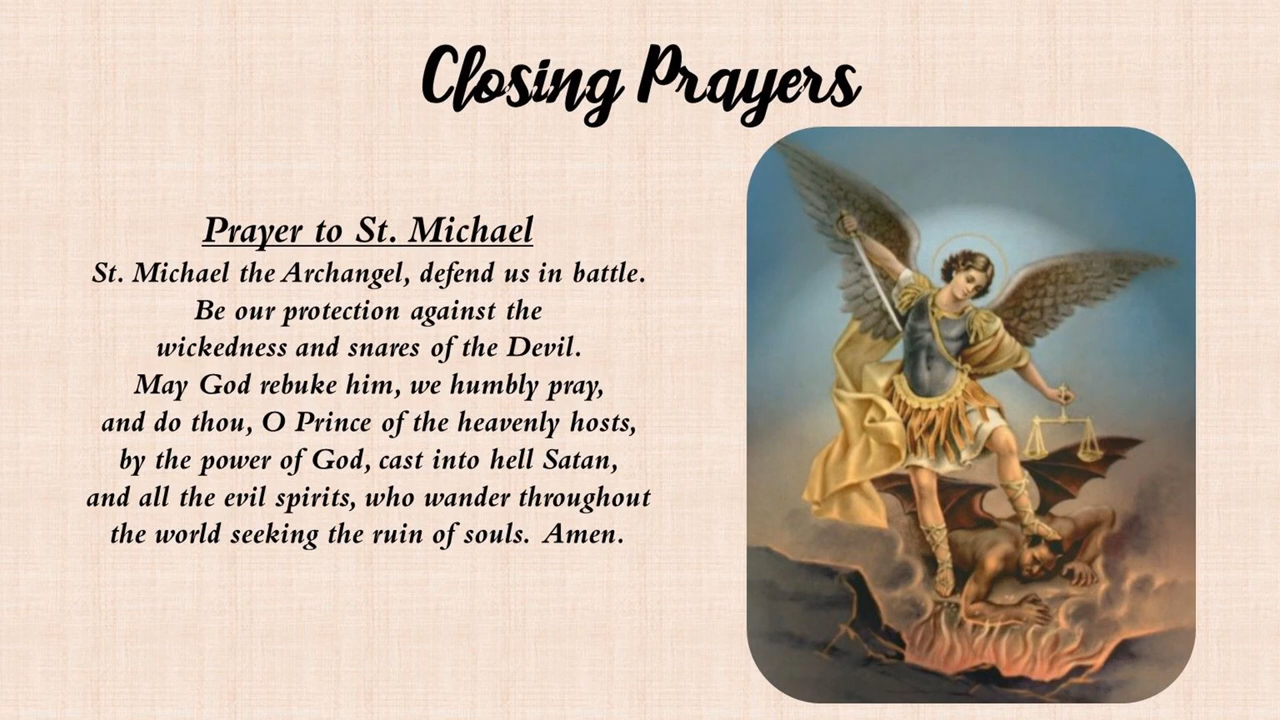 Closing Prayers
Prayer to St. Michael
St. Michael the Archangel, defend us in battle.
Be our protection against the
wickedness and snares of the Devil.
May God rebuke him, we humbly pray,
and do thou, O Prince of the heavenly hosts,
by the power of God, cast into hell Satan,
and all the evil spirits, who wander throughout
the world seeking the ruin of souls. Amen.